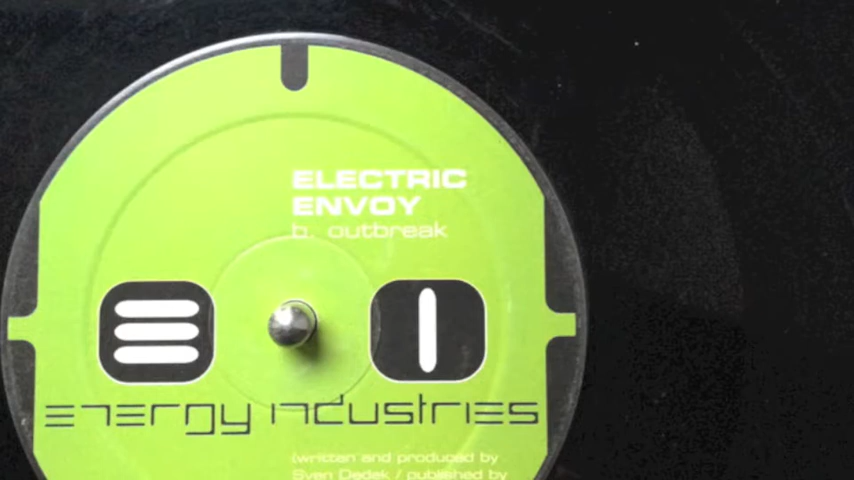 ELECTRIC
ENVOY
b. outbreak
energy industries
(written and produced by
Sven Dedek / published by